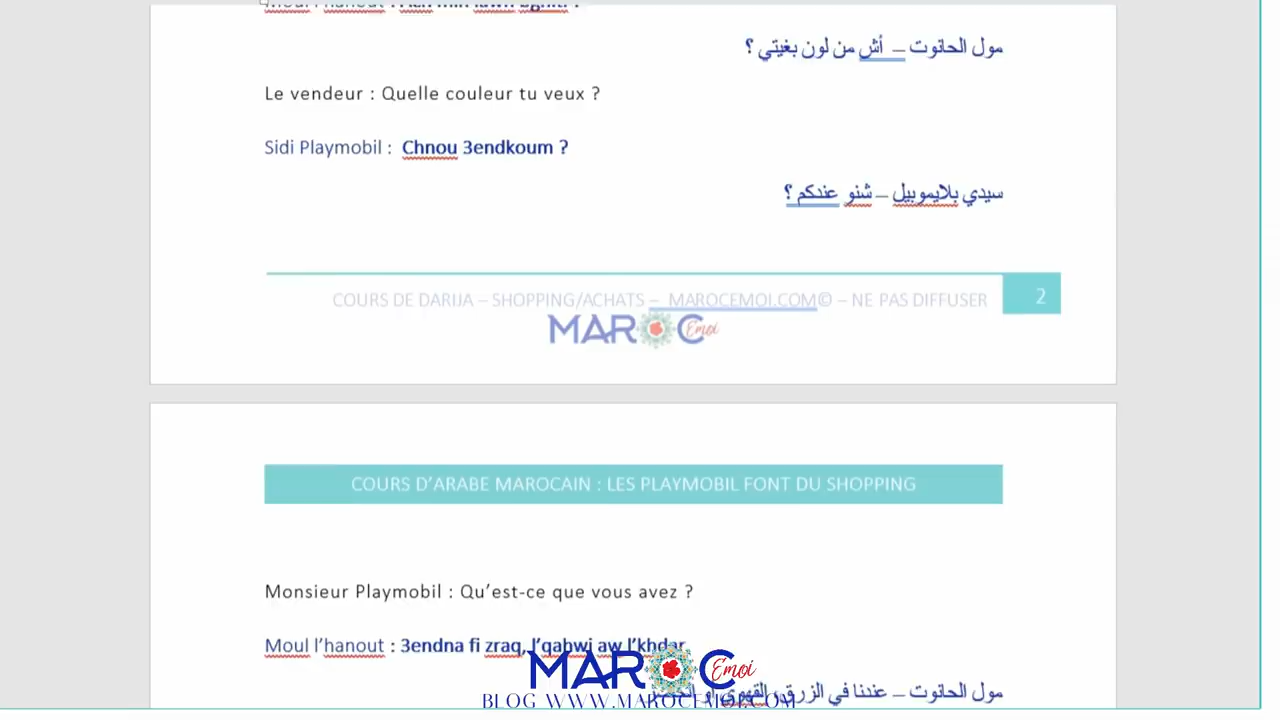 مول الحانوت – أش من لون بغيتي ؟
Le vendeur : Quelle couleur tu veux ?
Sidi Playmobil : Chnou 3endkoum ?
سيدي بلايموبيل – شنو عندكم ؟
COURS DE DARIJA – SHOPPING/ACHATS – MAROCEMOI.COM© – NE PAS DIFFUSER 2
MAROC Emoi
COURS D'ARABE MAROCAIN : LES PLAYMOBIL FONT DU SHOPPING
Monsieur Playmobil : Qu'est-ce que vous avez ?
Moul l'hanout : 3endna fi zraq, l'qahwi aw l'khdar
MAROC Emoi
مول الحانوت – عندنا في الزرق، القهوي او
BLOG WWW.MAROCEMOI.COM